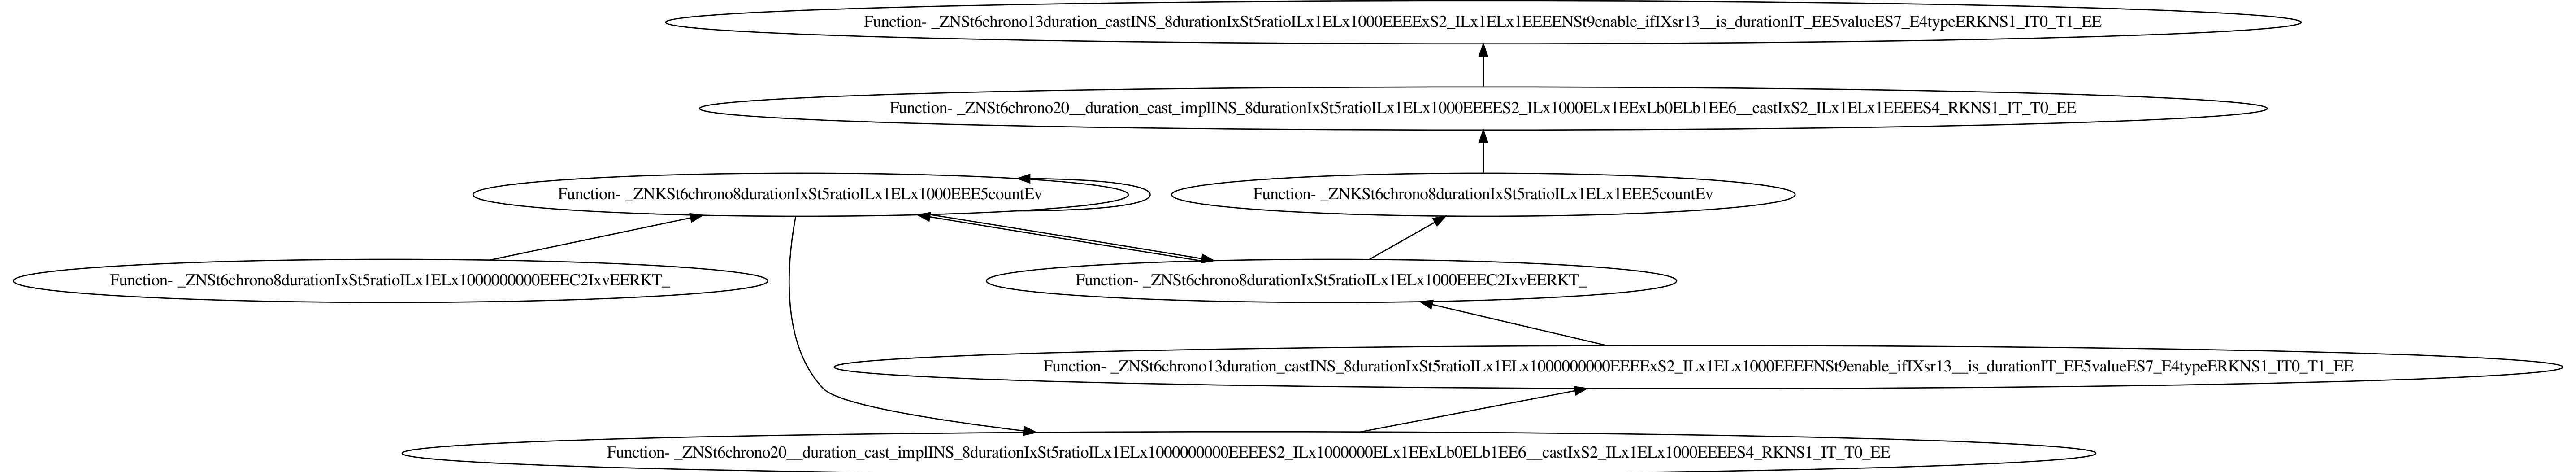 Function- _ZNSt6chrono13duration_castINS_8durationIxSt5ratioILx1ELx1000EEEExS2_ILx1ELx1EEEENSt9enable_ifIXsr13__is_durationIT_EE5valueES7_E4typeERKNS1_IT0_T1_EE
Function- _ZNSt6chrono20__duration_cast_implINS_8durationIxSt5ratioILx1ELx1000EEEES2_ILx1000ELx1EExLb0ELb1EE6__castIxS2_ILx1ELx1EEEES4_RKNS1_IT_T0_EE
Function- _ZNKSt6chrono8durationIxSt5ratioILx1ELx1000EEE5countEv
Function- _ZNKSt6chrono8durationIxSt5ratioILx1ELx1EEE5countEv
Function- _ZNSt6chrono8durationIxSt5ratioILx1ELx1000000000EEEC2IxvEERKT_
Function- _ZNSt6chrono8durationIxSt5ratioILx1ELx1000EEEC2IxvEERKT_
Function- _ZNSt6chrono13duration_castINS_8durationIxSt5ratioILx1ELx1000000000EEEExS2_ILx1ELx1000EEEENSt9enable_ifIXsr13__is_durationIT_EE5valueES7_E4typeERKNS1_IT0_T1_EE
Function- _ZNSt6chrono20__duration_cast_implINS_8durationIxSt5ratioILx1ELx1000000000EEEES2_ILx1000000ELx1EExLb0ELb1EE6__castIxS2_ILx1ELx1000EEEES4_RKNS1_IT_T0_EE